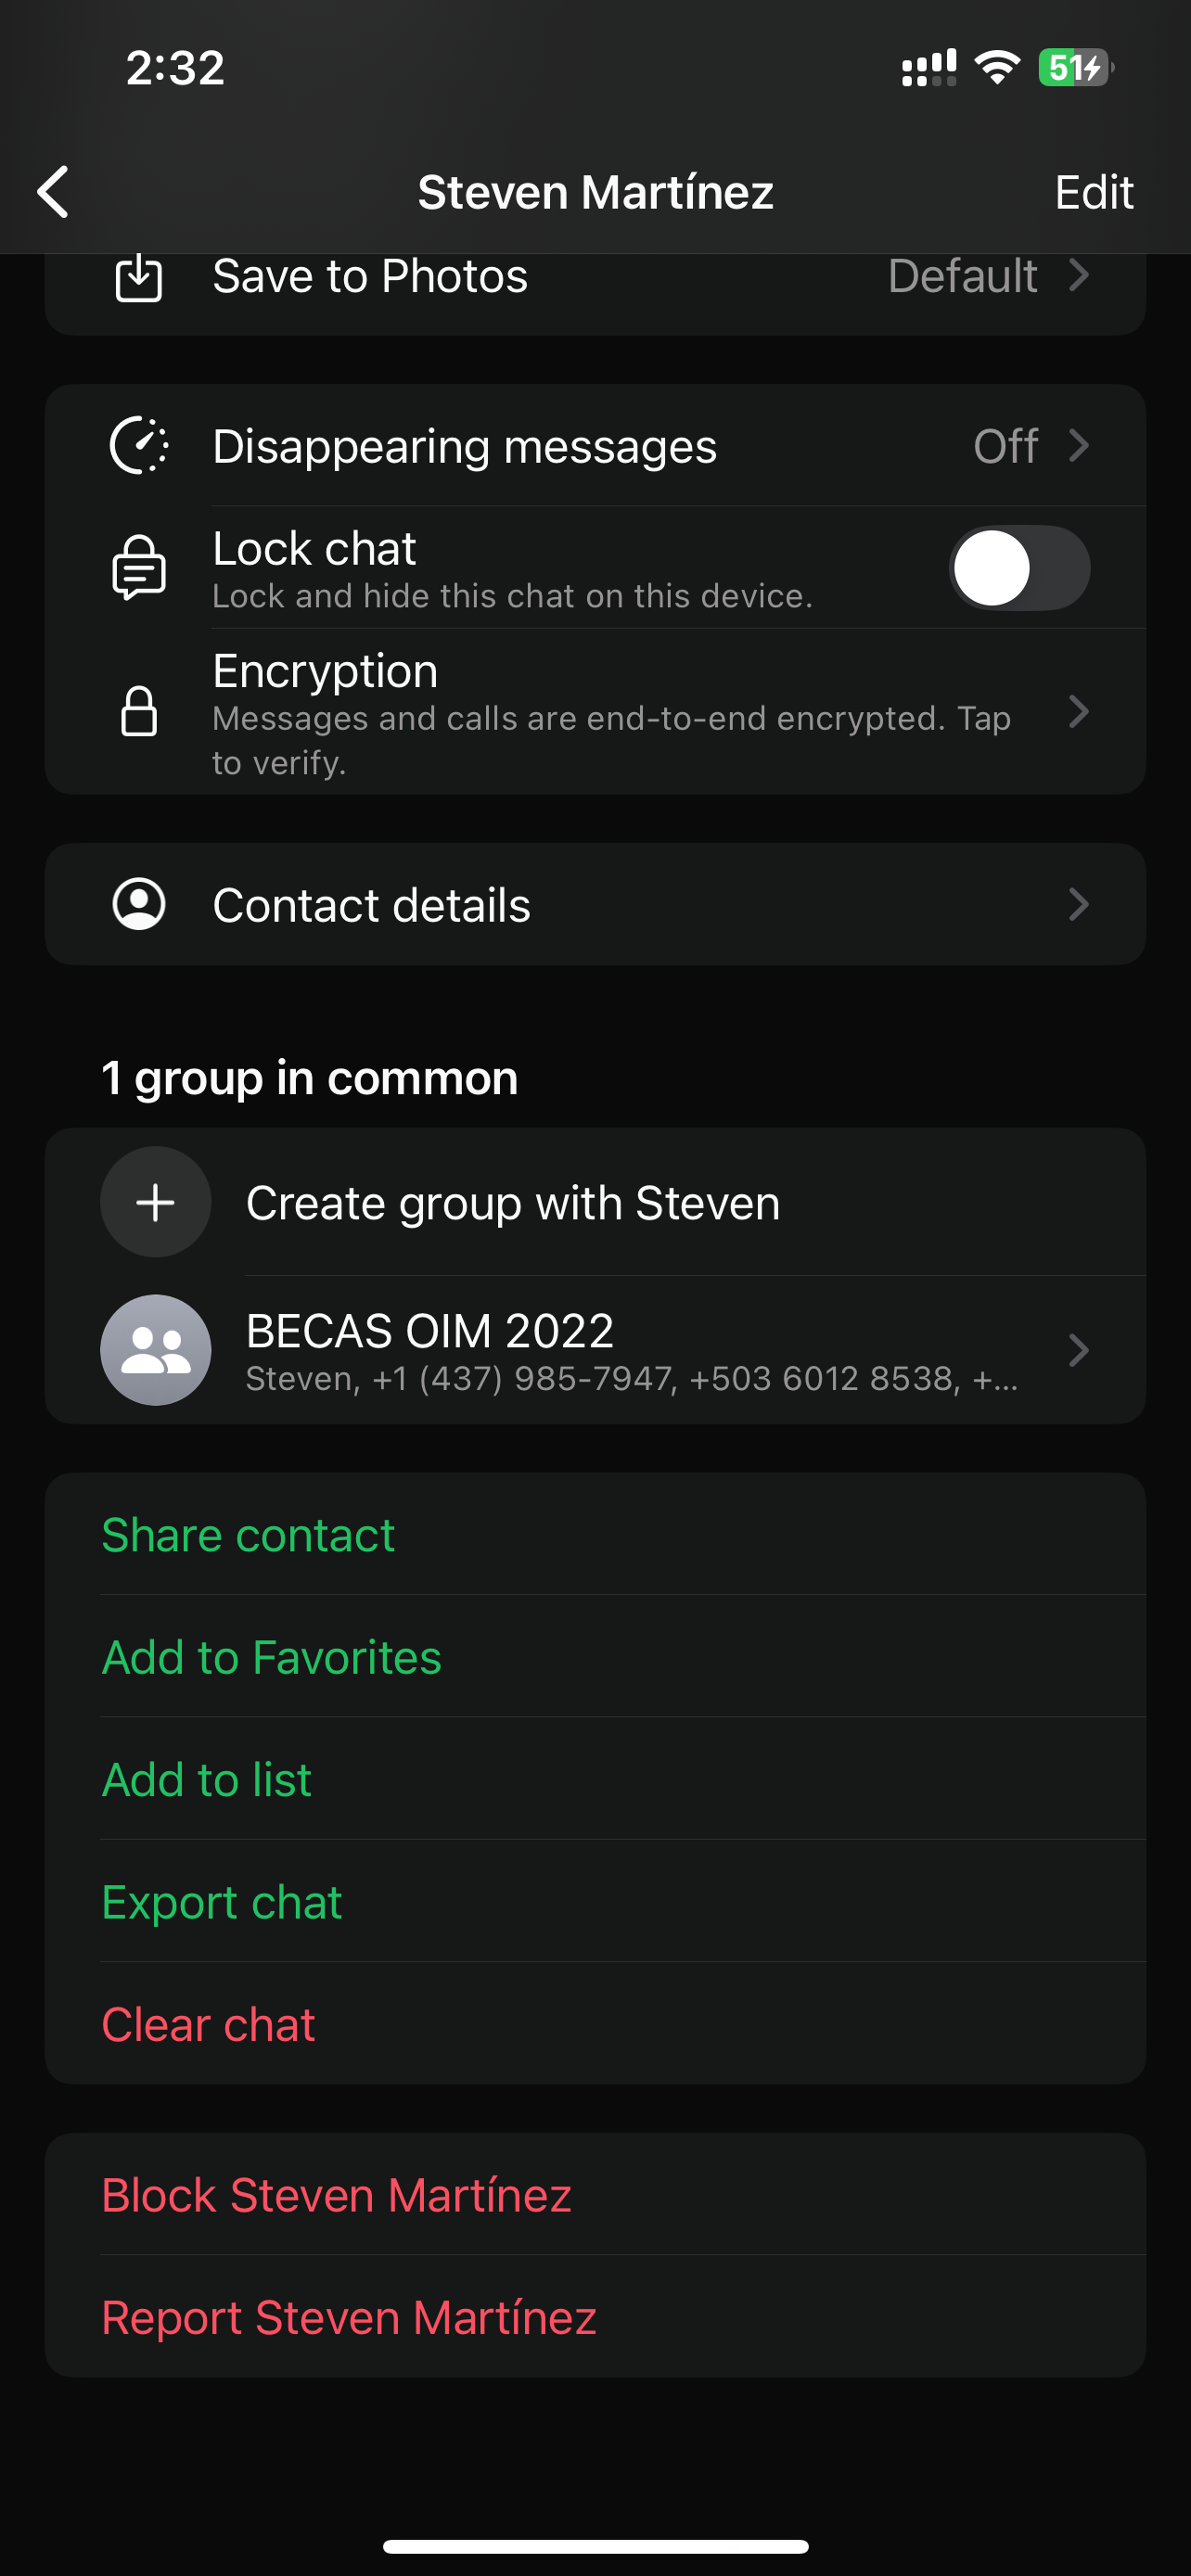 2:32
51
Steven Martínez
Edit
Save to Photos
Default
Disappearing messages
Off
Lock chat
Lock and hide this chat on this device.
Encryption
Messages and calls are end-to-end encrypted. Tap
to verify.
Contact details
1 group in common
Create group with Steven
BECAS OIM 2022
Steven, +1 (437) 985-7947, +503 6012 8538, +...
Share contact
Add to Favorites
Add to list
Export chat
Clear chat
Block Steven Martínez
Report Steven Martínez